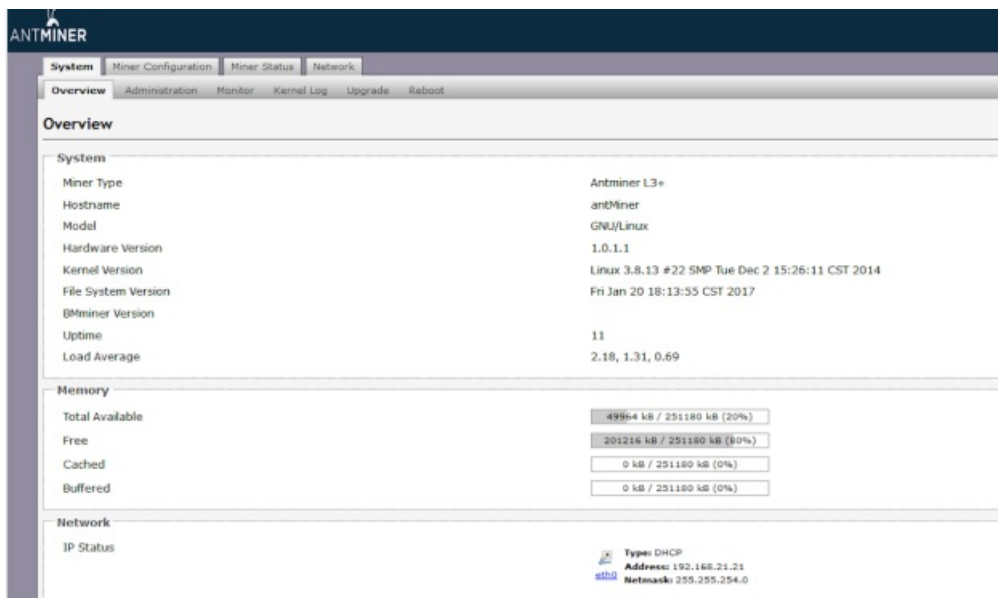 ANTMINER
System Miner Configuration Miner Status Network
Overview Administration Monitor Kernel Log Upgrade Reboot
Overview
System
Miner Type Antminer L3+
Hostname antMiner
Model GNU/Linux
Hardware Version 1.0.1.1
Kernel Version Linux 3.8.13 #22 SMP Tue Dec 2 15:26:11 CST 2014
File System Version Fri Jan 20 18:13:55 CST 2017
BMminer Version
Uptime 11
Load Average 2.18, 1.31, 0.69
Memory
Total Available 49964 kB / 251180 kB (20%)
Free 201216 kB / 251180 kB (80%)
Cached 0 kB / 251180 kB (0%)
Buffered 0 kB / 251180 kB (0%)
Network
IP Status Type: DHCP
Address: 192.168.21.21
eth0 Netmask: 255.255.254.0